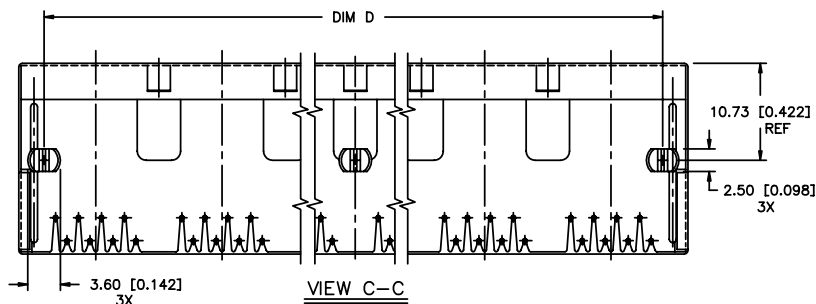 DIM D
10.73 [0.422]
REF
2.50 [0.098]
3X
3.60 [0.142]
3X
VIEW C-C